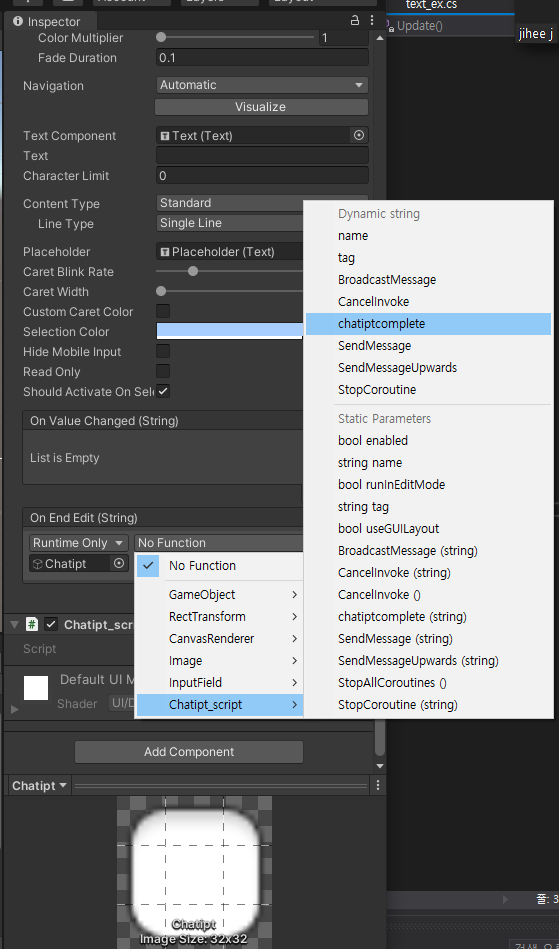 Account
Layers
Layout
text_ex.cs
Inspector
Update()
jihee j
Color Multiplier 1
Fade Duration 0.1
Navigation Automatic
Visualize
Text Component Text (Text)
Text
Character Limit 0
Content Type Standard
Line Type Single Line
Placeholder Placeholder (Text)
Caret Blink Rate
Caret Width
Custom Caret Color
Selection Color
Hide Mobile Input
Read Only
Should Activate On Sel
On Value Changed (String)
List is Empty
On End Edit (String)
Runtime Only No Function
Chatipt
No Function
GameObject
RectTransform
CanvasRenderer
Image
InputField
Chatipt_script
Dynamic string
name
tag
BroadcastMessage
CancelInvoke
chatiptcomplete
SendMessage
SendMessageUpwards
StopCoroutine
Static Parameters
bool enabled
string name
bool runInEditMode
string tag
bool useGUILayout
BroadcastMessage (string)
CancelInvoke (string)
CancelInvoke ()
chatiptcomplete (string)
SendMessage (string)
SendMessageUpwards (string)
StopAllCoroutines ()
StopCoroutine (string)
Chatipt_scri
Script
Default UI M
Shader UI/D
Add Component
Chatipt
Chatipt
Image Size: 32x32
줄: 3